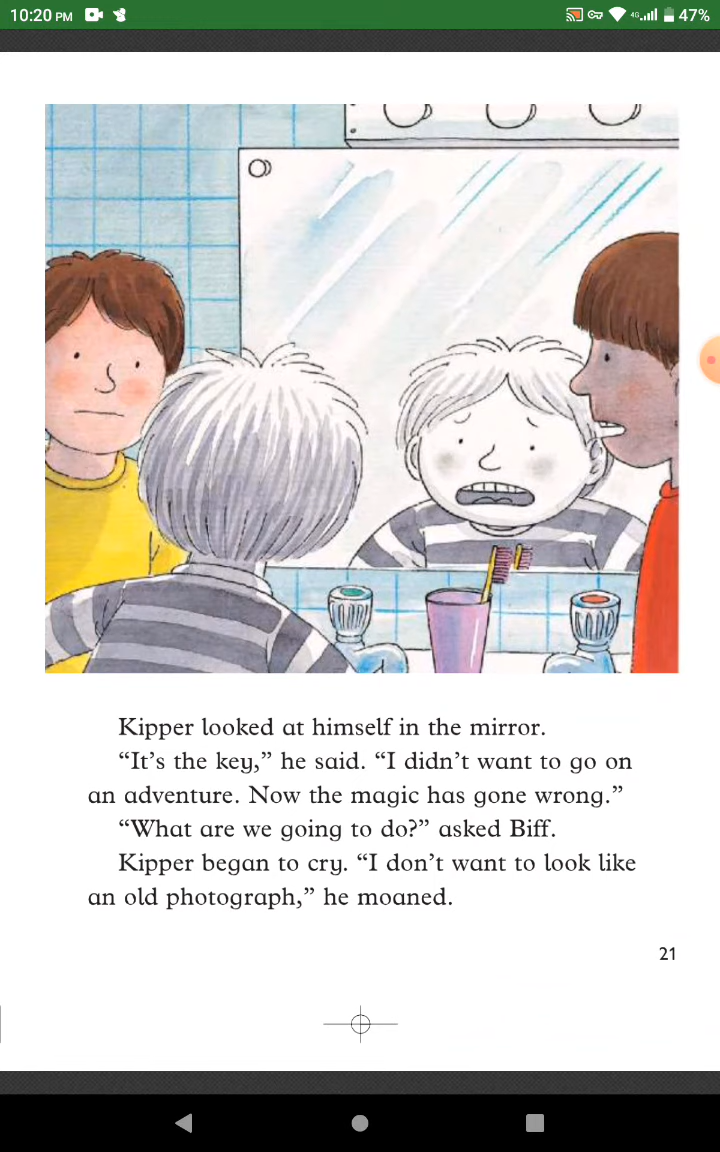 10:20 PM
4G
47%
Kipper looked at himself in the mirror.
“It’s the key,” he said. “I didn’t want to go on
an adventure. Now the magic has gone wrong.”
“What are we going to do?” asked Biff.
Kipper began to cry. “I don’t want to look like
an old photograph,” he moaned.
21